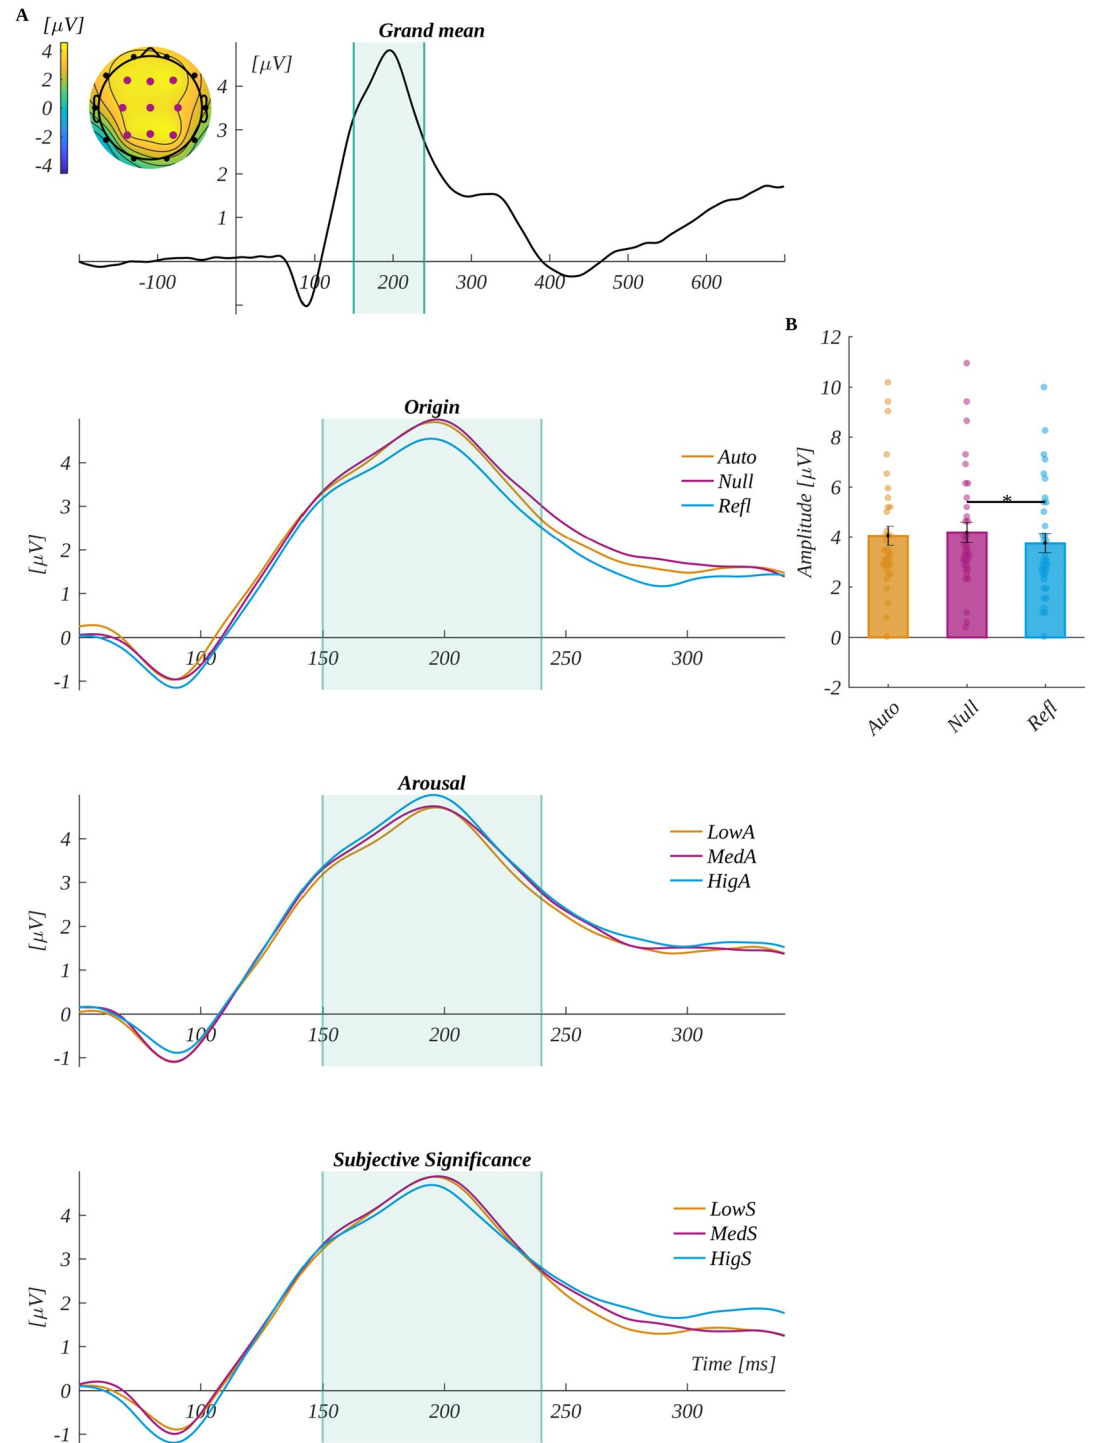 A
[μV]
Grand mean
4
2
0
-2
-4
[μV]
4
3
2
1
-100
100
200
300
400
500
600
B
12
10
8
6
4
2
0
-2
Amplitude [μV]
*
Auto
Null
Refl
Origin
4
3
2
1
0
-1
[μV]
100
150
200
250
300
Auto
Null
Refl
Arousal
4
3
2
1
0
-1
[μV]
100
150
200
250
300
LowA
MedA
HigA
Subjective Significance
4
3
2
1
0
-1
[μV]
100
150
200
250
300
LowS
MedS
HigS
Time [ms]